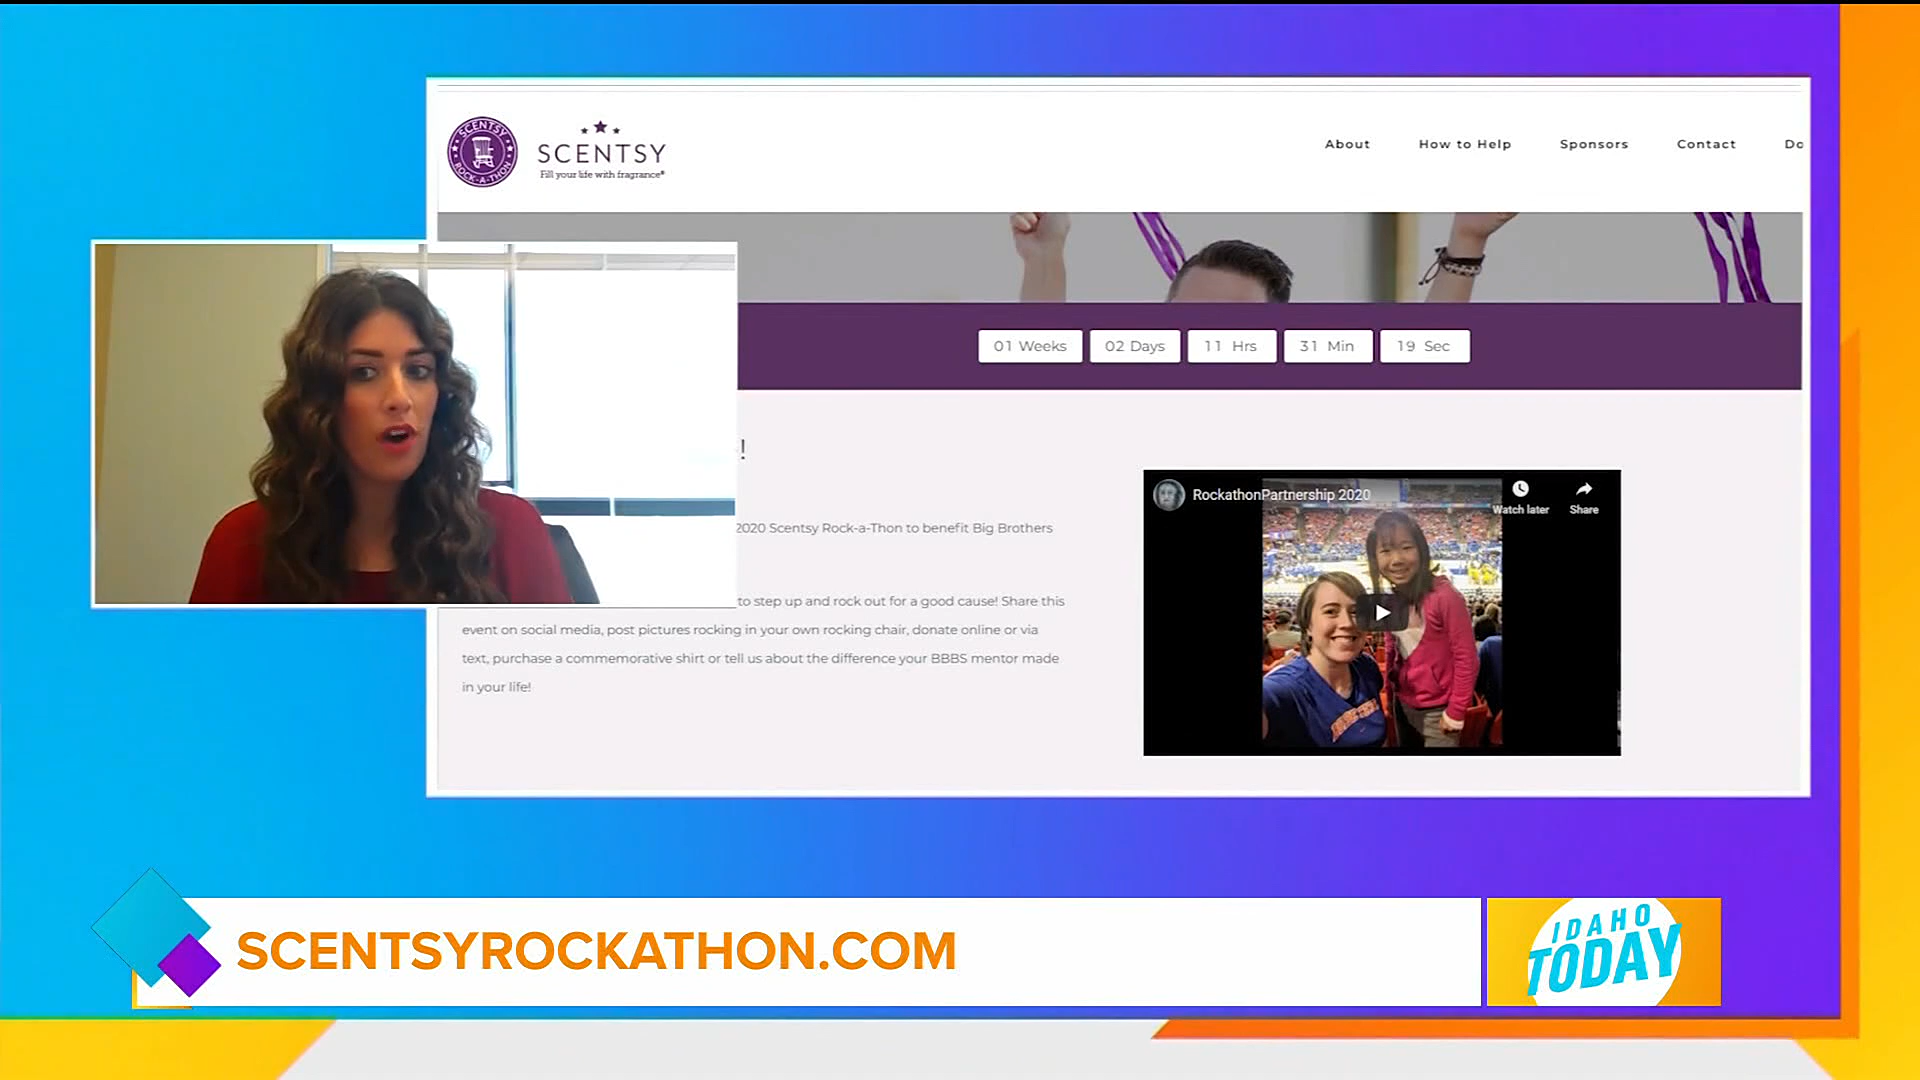 SCENTSY
ROCK-A-THON
SCENTSY
Fill your life with fragrance®
About
How to Help
Sponsors
Contact
Do
01 Weeks
02 Days
11 Hrs
31 Min
19 Sec
!
2020 Scentsy Rock-a-Thon to benefit Big Brothers
to step up and rock out for a good cause! Share this
event on social media, post pictures rocking in your own rocking chair, donate online or via
text, purchase a commemorative shirt or tell us about the difference your BBBS mentor made
in your life!
RockathonPartnership 2020
Watch later
Share
SCENTSYROCKATHON.COM
IDAHO
TODAY